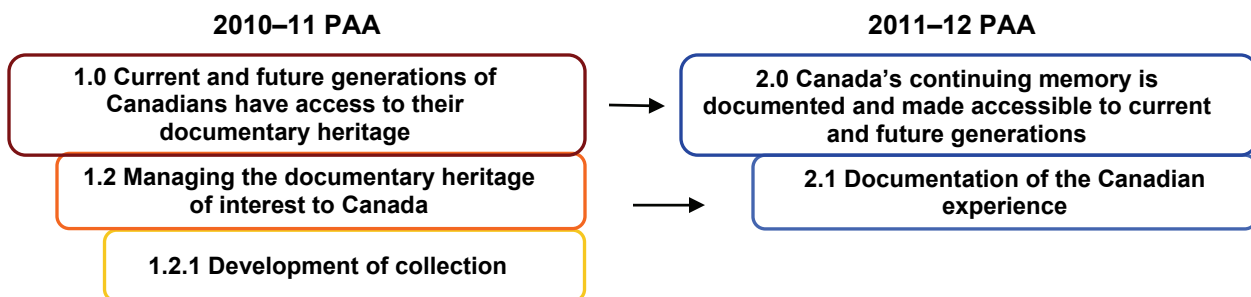 2010–11 PAA
1.0 Current and future generations of
Canadians have access to their
documentary heritage
1.2 Managing the documentary heritage
of interest to Canada
1.2.1 Development of collection
2011–12 PAA
2.0 Canada's continuing memory is
documented and made accessible to current
and future generations
2.1 Documentation of the Canadian
experience